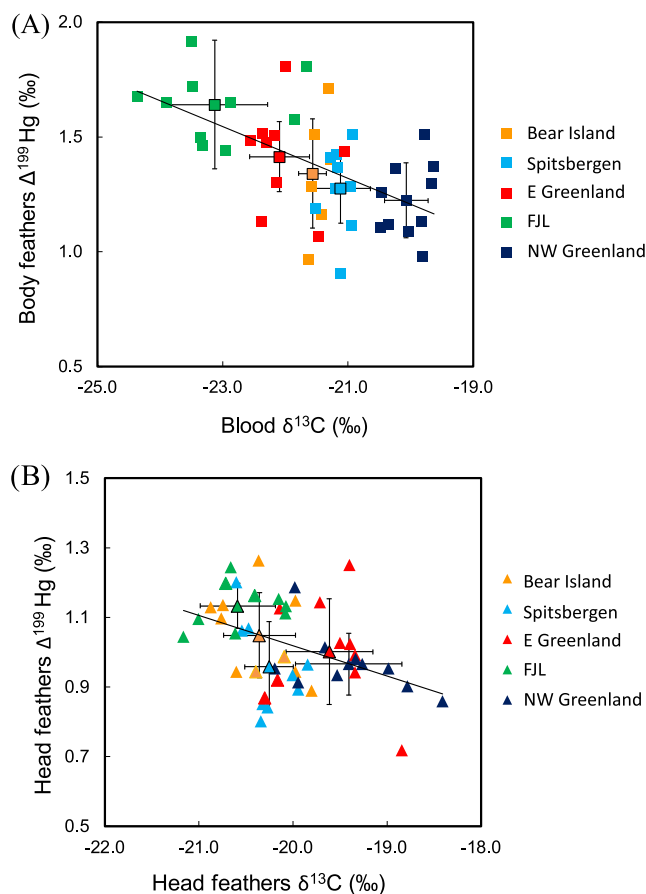 (A)
2.0
1.5
1.0
0.5
Body feathers Δ¹⁹⁹ Hg (‰)
-25.0 -23.0 -21.0 -19.0
Blood δ¹³C (‰)
Bear Island
Spitsbergen
E Greenland
FJL
NW Greenland
(B)
1.5
1.3
1.1
0.9
0.7
0.5
Head feathers Δ¹⁹⁹ Hg (‰)
-22.0 -21.0 -20.0 -19.0 -18.0
Head feathers δ¹³C (‰)
Bear Island
Spitsbergen
E Greenland
FJL
NW Greenland